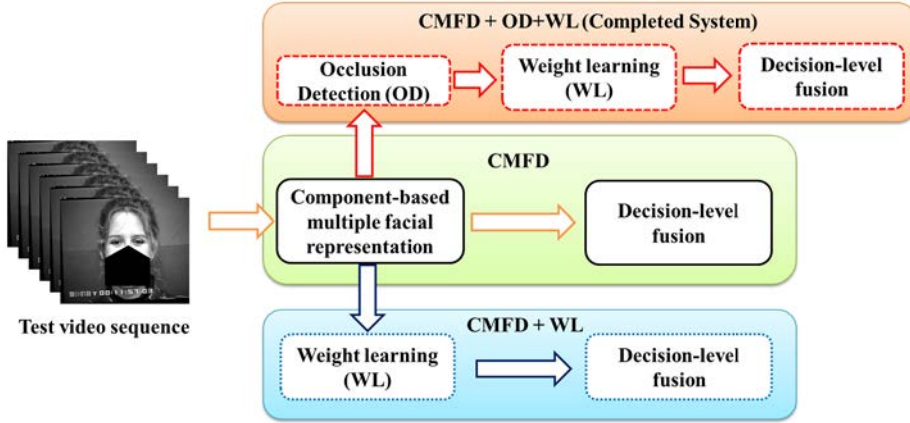 CMFD + OD+WL (Completed System)
Occlusion
Detection (OD)
Weight learning
(WL)
Decision-level
fusion
CMFD
Component-based
multiple facial
representation
Decision-level
fusion
Test video sequence
CMFD + WL
Weight learning
(WL)
Decision-level
fusion